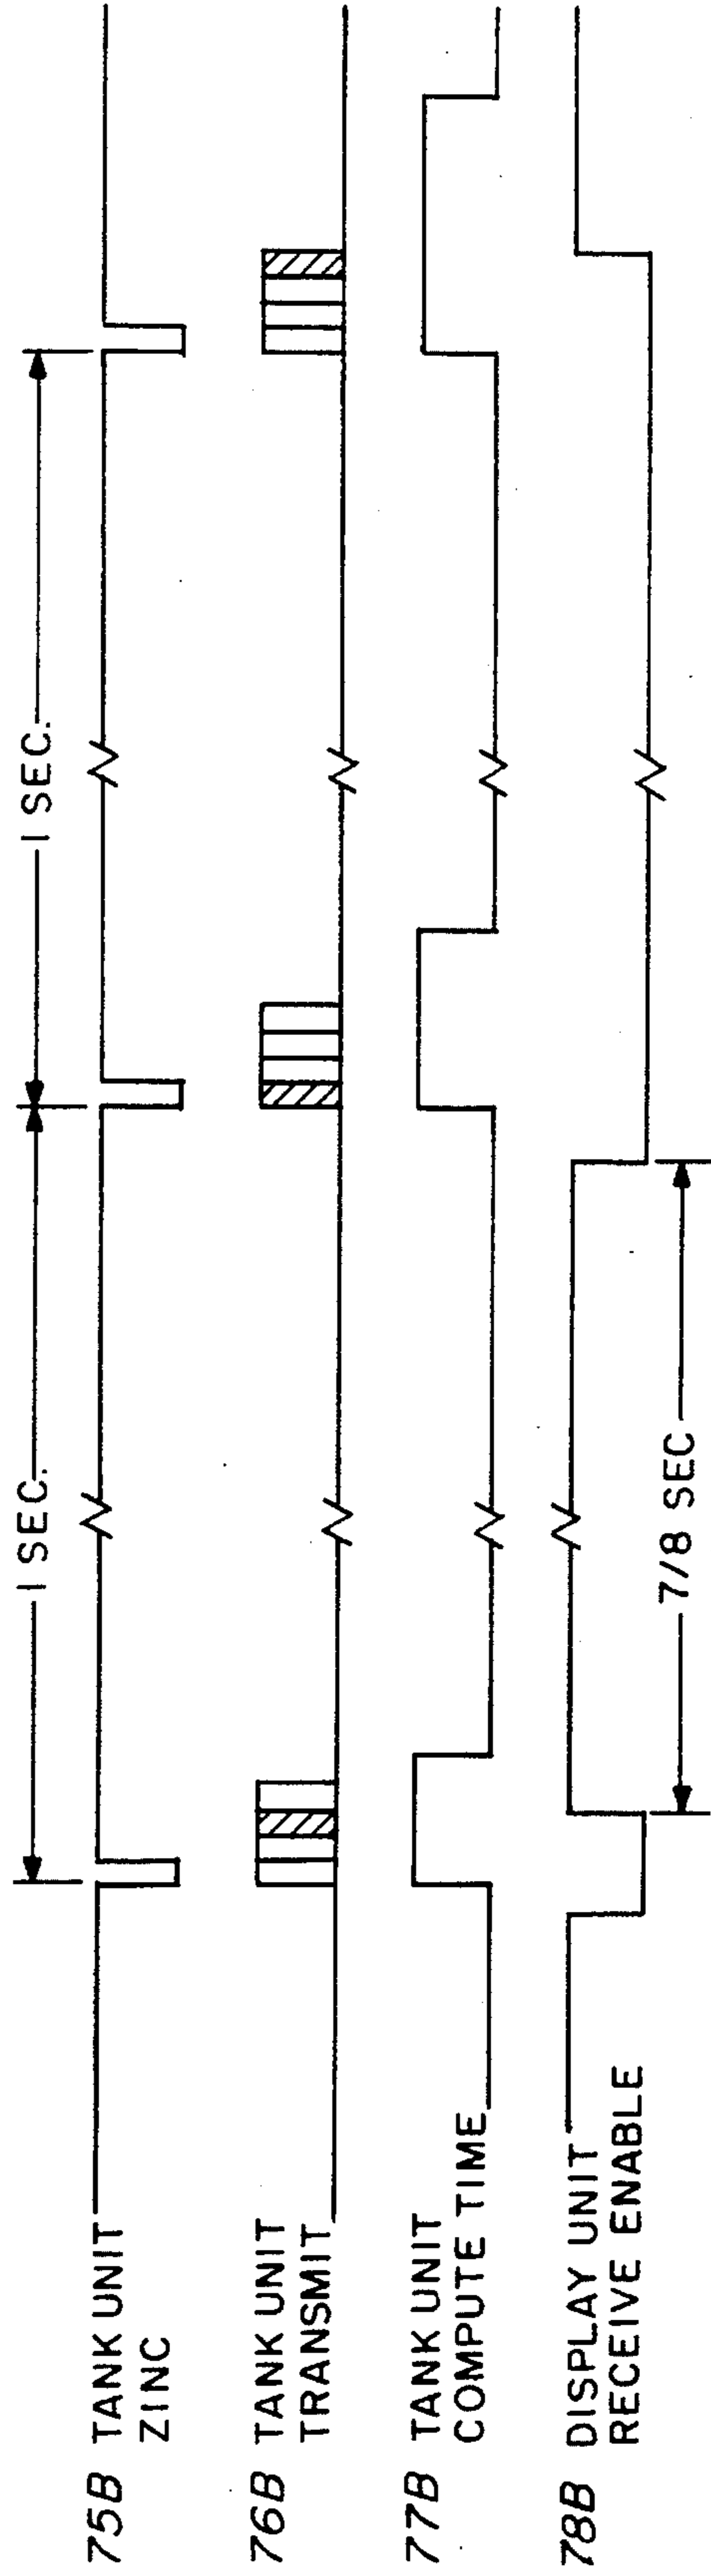 1 SEC.
1 SEC.
75B TANK UNIT
ZINC
76B TANK UNIT
TRANSMIT
77B TANK UNIT
COMPUTE TIME
78B DISPLAY UNIT
RECEIVE ENABLE
7/8 SEC